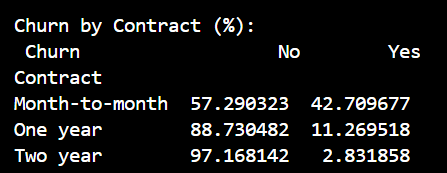 Churn by Contract (%):
Churn No Yes
Contract
Month-to-month 57.290323 42.709677
One year 88.730482 11.269518
Two year 97.168142 2.831858